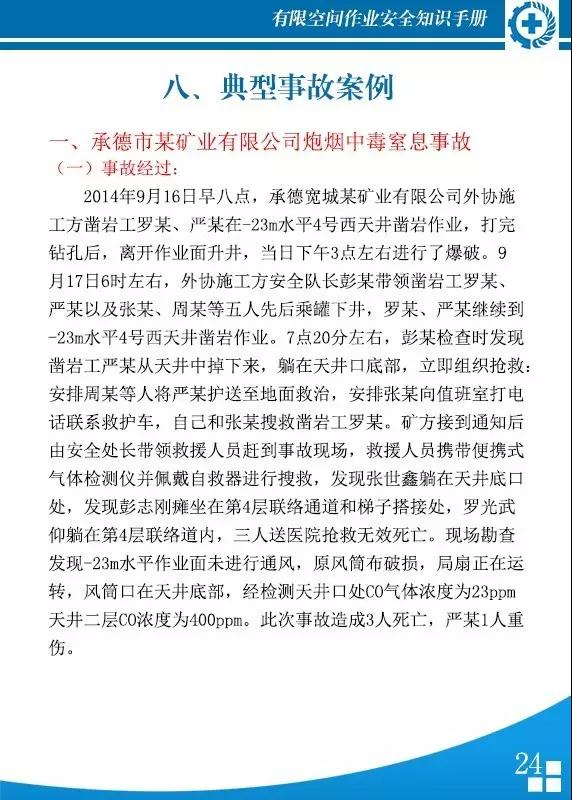 有限空间作业安全知识手册
八、典型事故案例
一、承德市某矿业有限公司炮烟中毒窒息事故
（一）事故经过：
2014年9月16日早八点，承德宽城某矿业有限公司外协施
工方凿岩工罗某、严某在-23m水平4号西天井凿岩作业，打完
钻孔后，离开作业面升井，当日下午3点左右进行了爆破。9
月17日6时左右，外协施工方安全队长彭某带领凿岩工罗某、
严某以及张某、周某等五人先后乘罐下井，罗某、严某继续到
-23m水平4号西天井凿岩作业。7点20分左右，彭某检查时发现
凿岩工严某从天井中掉下来，躺在天井口底部，立即组织抢救：
安排周某等人将严某护送至地面救治，安排张某向值班室打电
话联系救护车，自己和张某搜救凿岩工罗某。矿方接到通知后
由安全处长带领救援人员赶到事故现场，救援人员携带便携式
气体检测仪并佩戴自救器进行搜救，发现张世鑫躺在天井底口
处，发现彭志刚瘫坐在第4层联络通道和梯子搭接处，罗光武
仰躺在第4层联络道内，三人送医院抢救无效死亡。现场勘查
发现-23m水平作业面未进行通风，原风筒布破损，局扇正在运
转，风筒口在天井底部，经检测天井口处CO气体浓度为23ppm
天井二层CO浓度为400ppm。此次事故造成3人死亡，严某1人重
伤。
24